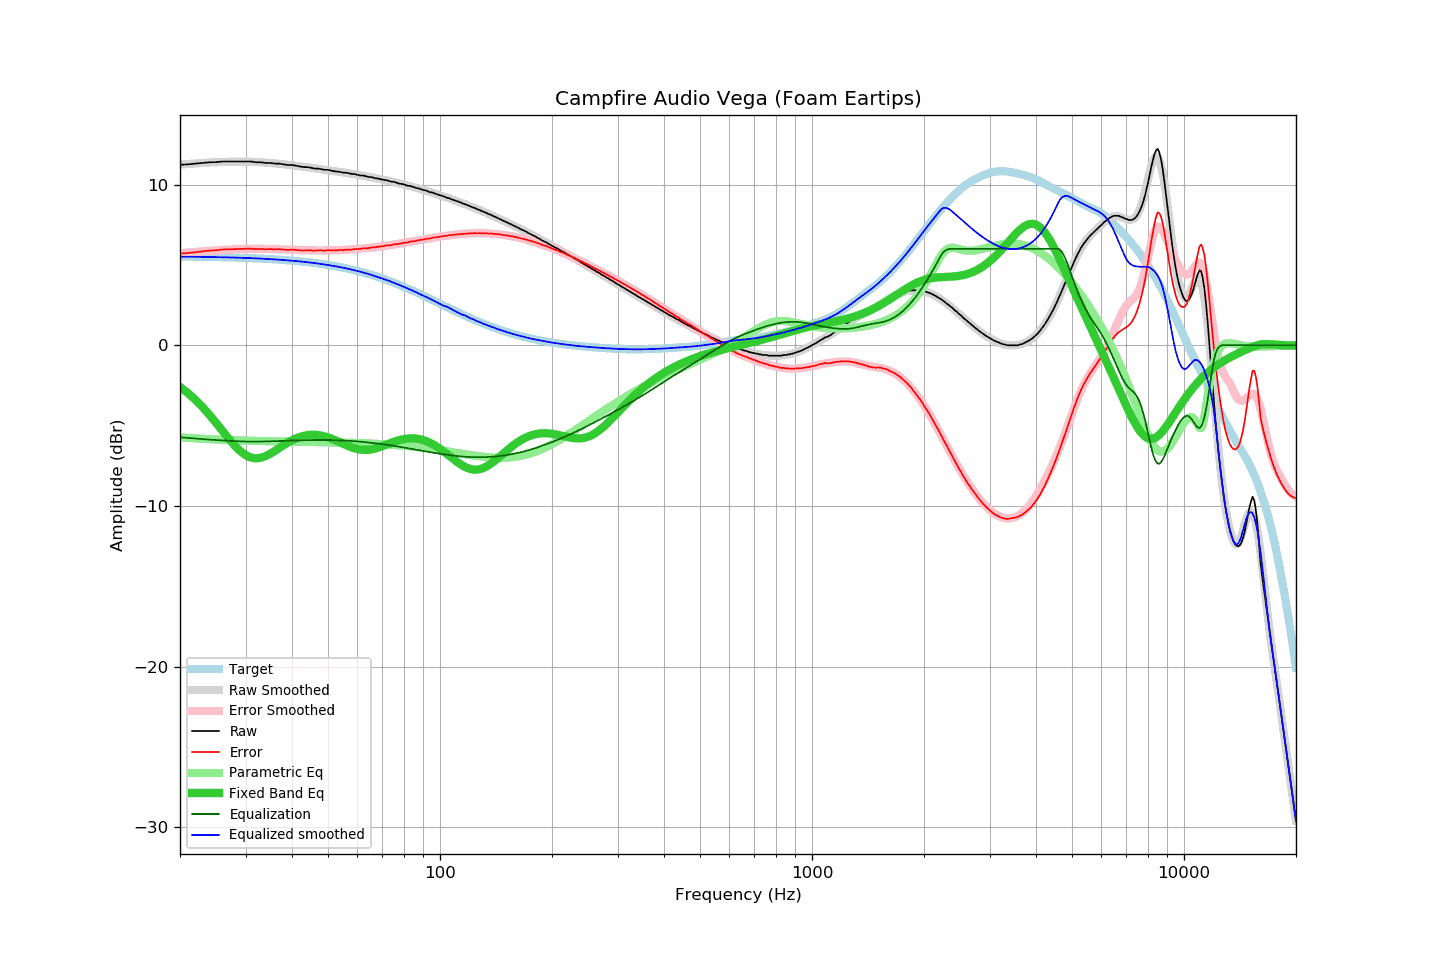 Campfire Audio Vega (Foam Eartips)
10
0
−10
−20
−30
Amplitude (dBr)
Target
Raw Smoothed
Error Smoothed
Raw
Error
Parametric Eq
Fixed Band Eq
Equalization
Equalized smoothed
100
1000
10000
Frequency (Hz)